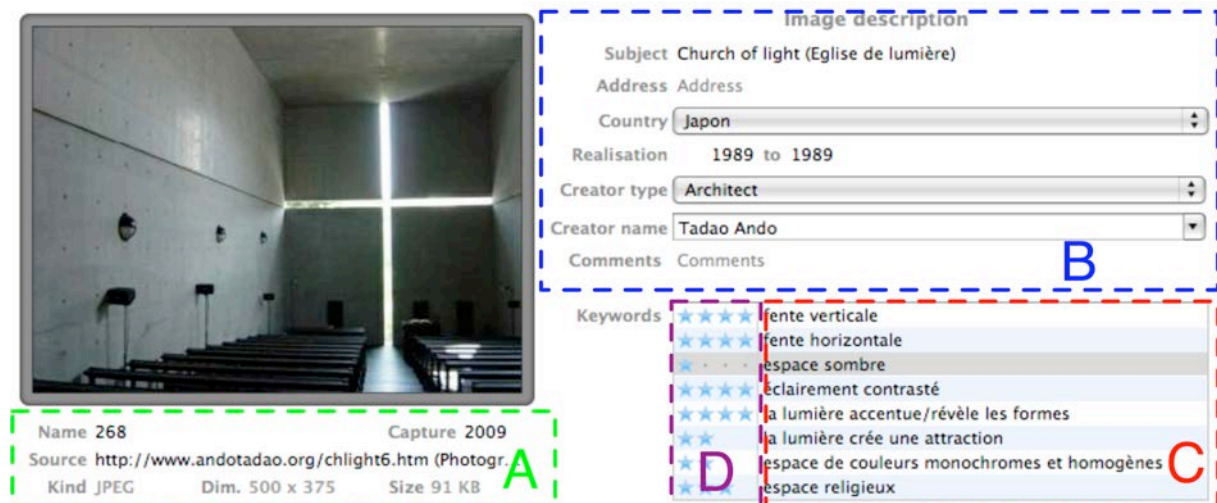 Image description
Subject Church of light (Eglise de lumière)
Address Address
Country Japon
Realisation 1989 to 1989
Creator type Architect
Creator name Tadao Ando
Comments Comments
B
Keywords fente verticale
fente horizontale
espace sombre
éclairement contrasté
la lumière accentue/révèle les formes
la lumière crée une attraction
espace de couleurs monochromes et homogènes
espace religieux
D
C
Name 268 Capture 2009
Source http://www.andotadao.org/chlight6.htm (Photogr...
Kind JPEG Dim. 500 x 375 Size 91 KB
A